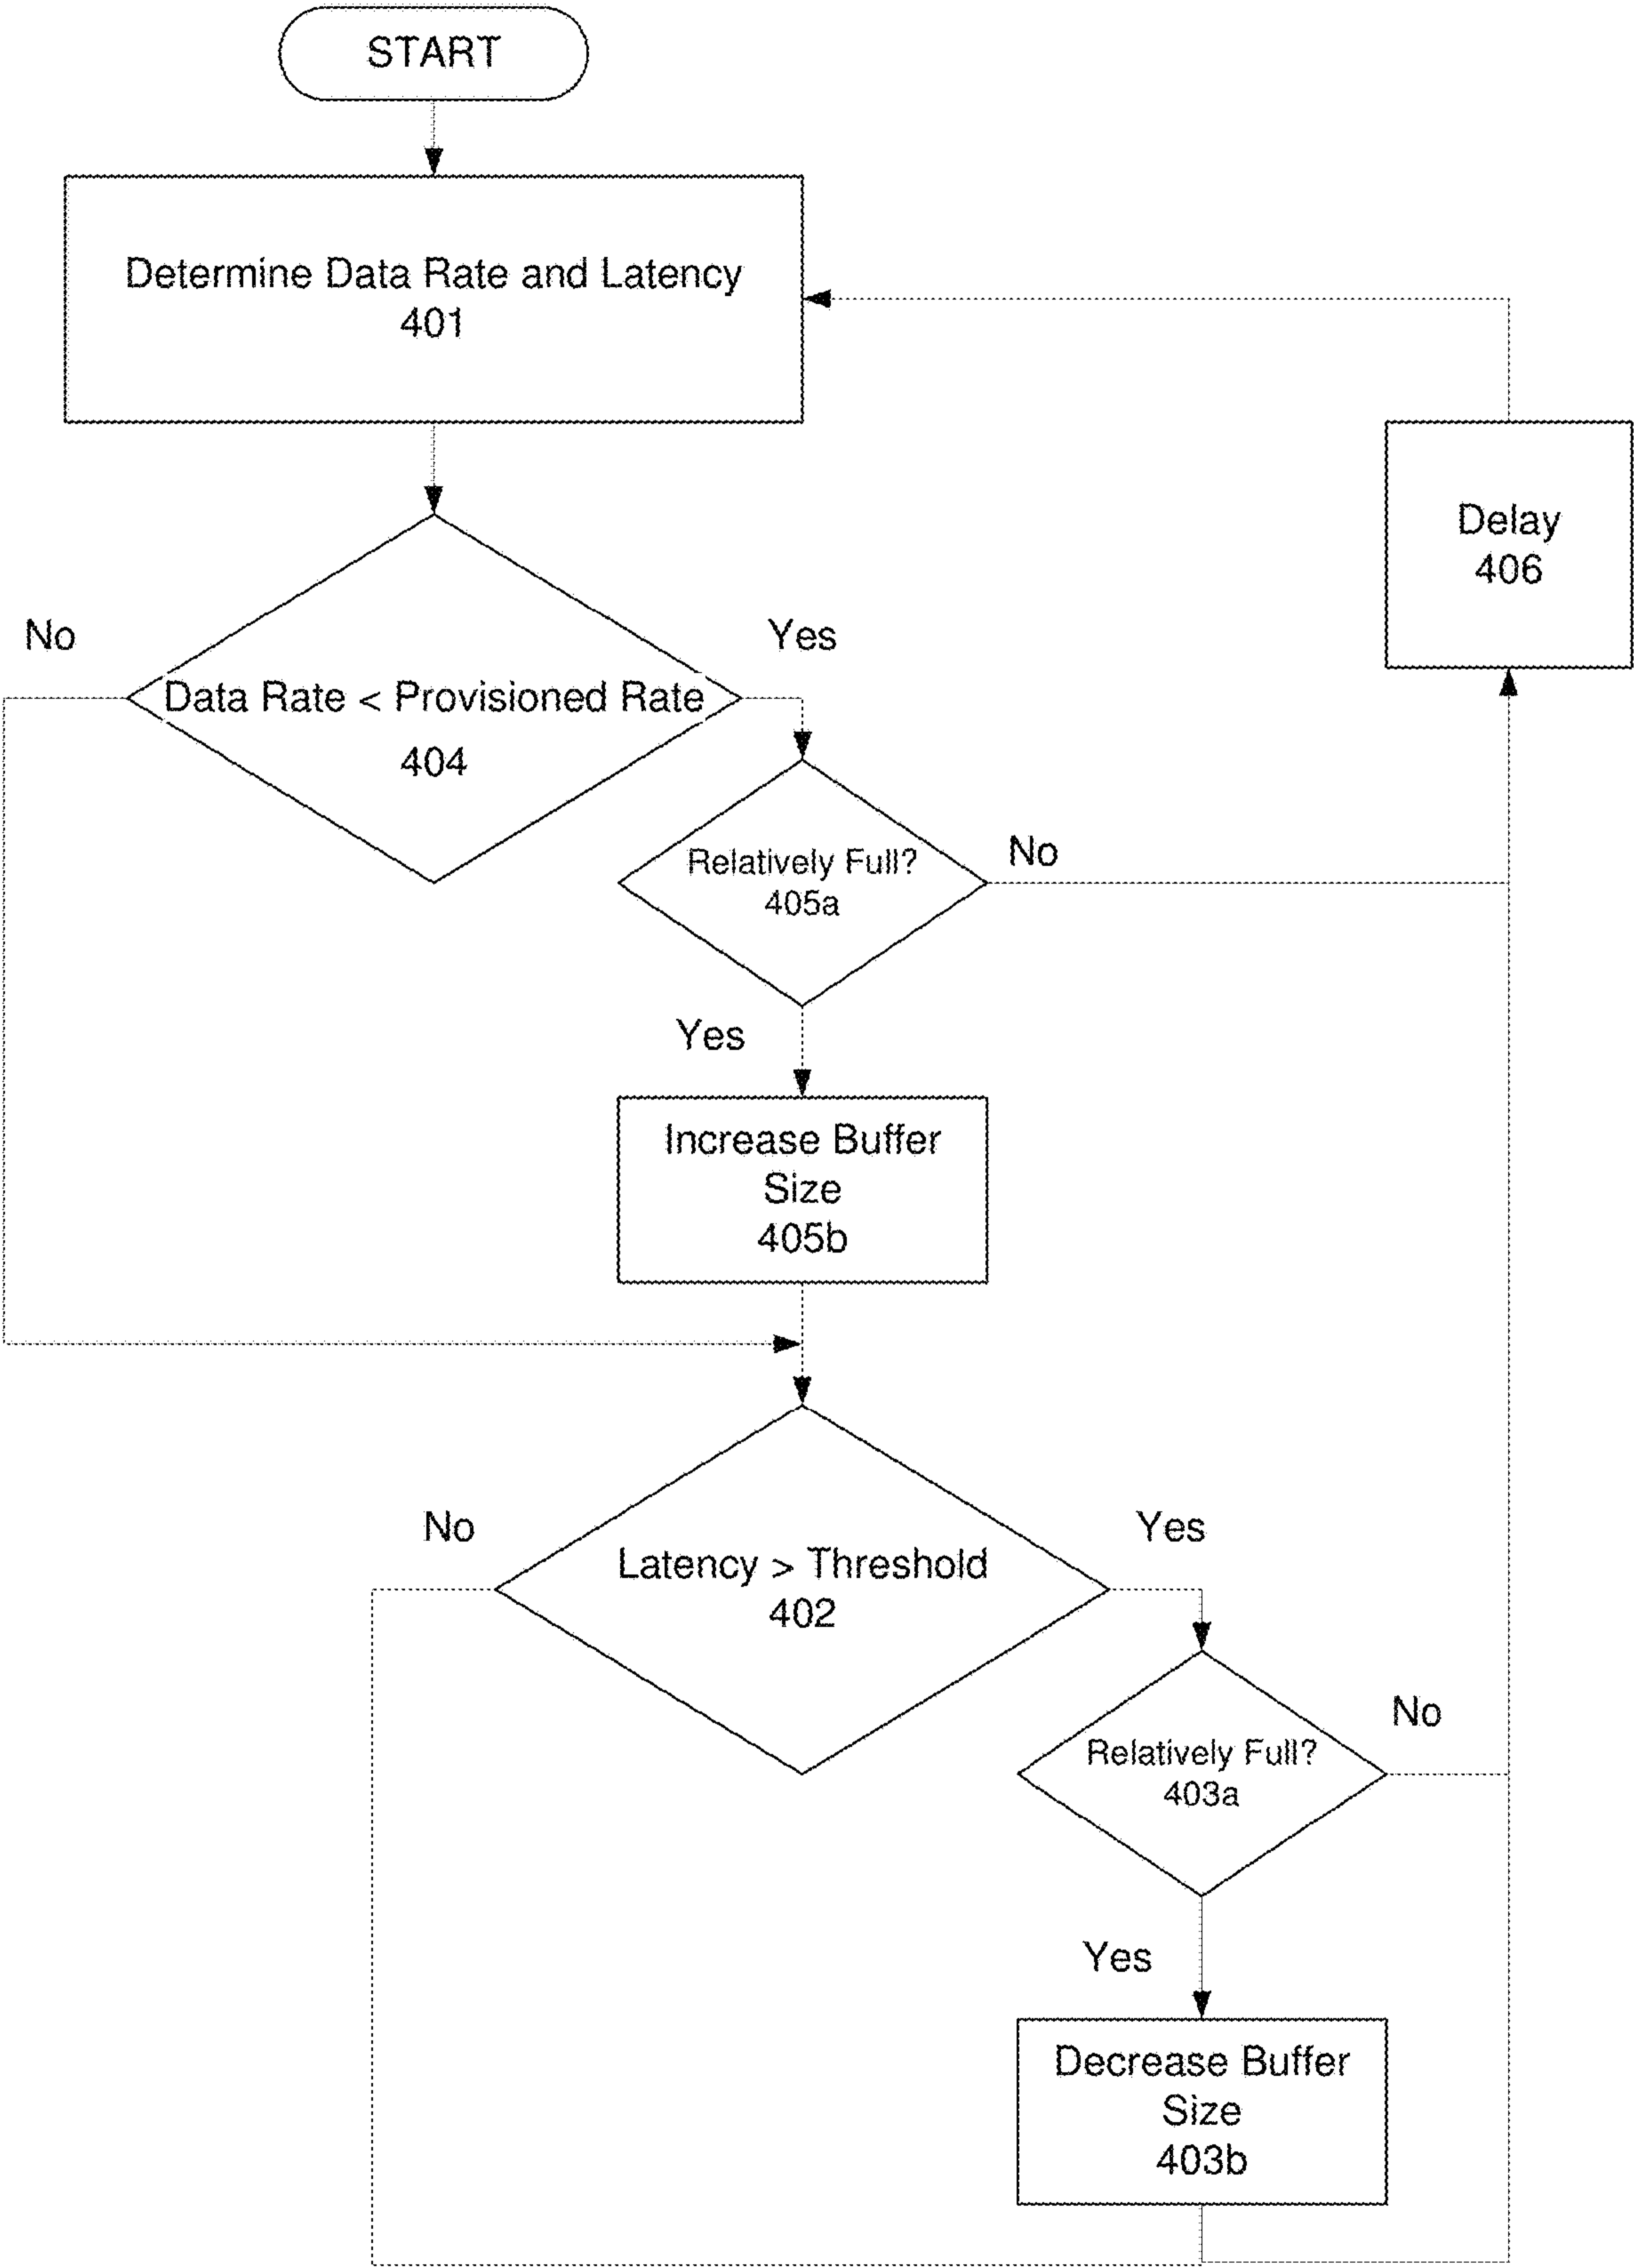 START
Determine Data Rate and Latency
401
Delay
406
No
Yes
Data Rate < Provisioned Rate
404
Relatively Full?
405a
No
Yes
Increase Buffer
Size
405b
No
Yes
Latency > Threshold
402
Relatively Full?
403a
No
Yes
Decrease Buffer
Size
403b